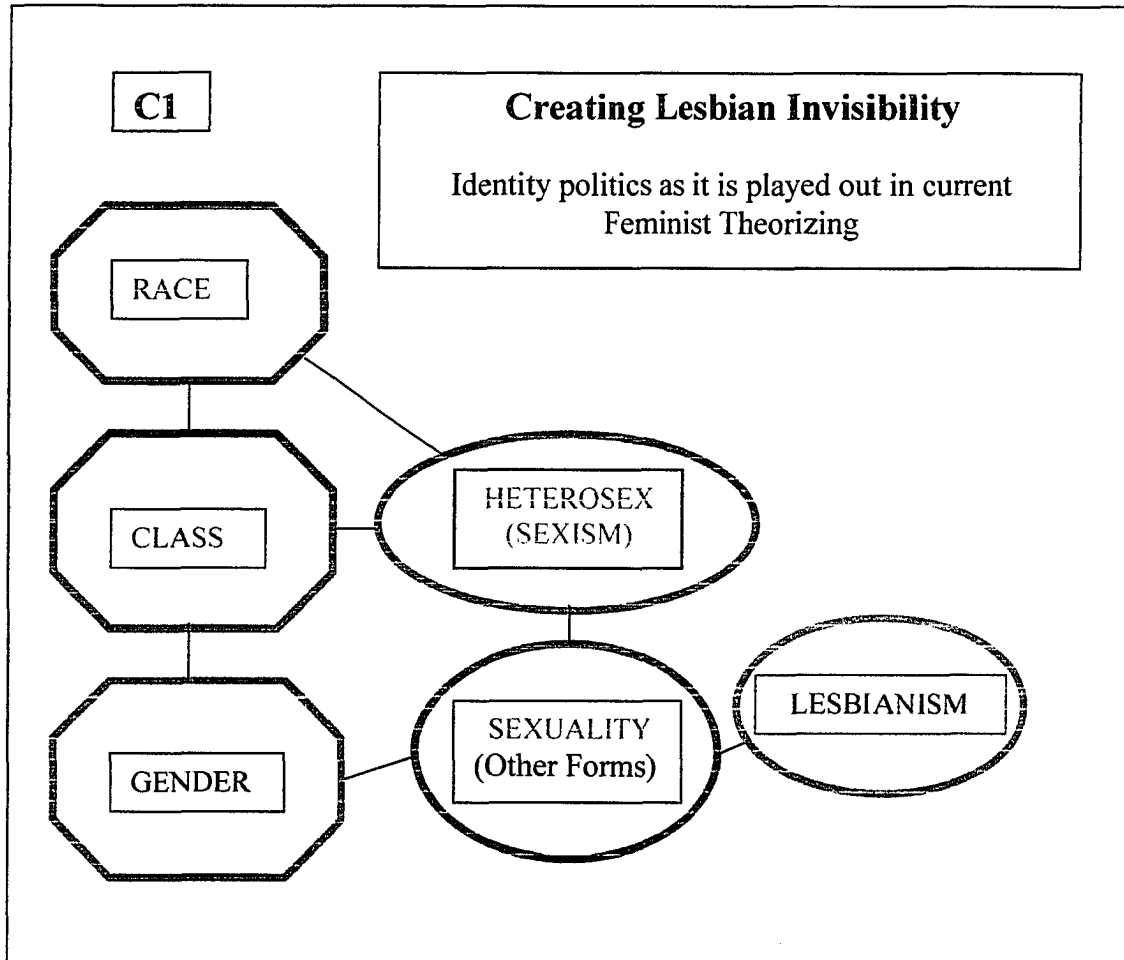 C1
Creating Lesbian Invisibility
Identity politics as it is played out in current
Feminist Theorizing
RACE
CLASS
HETEROSEX
(SEXISM)
GENDER
SEXUALITY
(Other Forms)
LESBIANISM